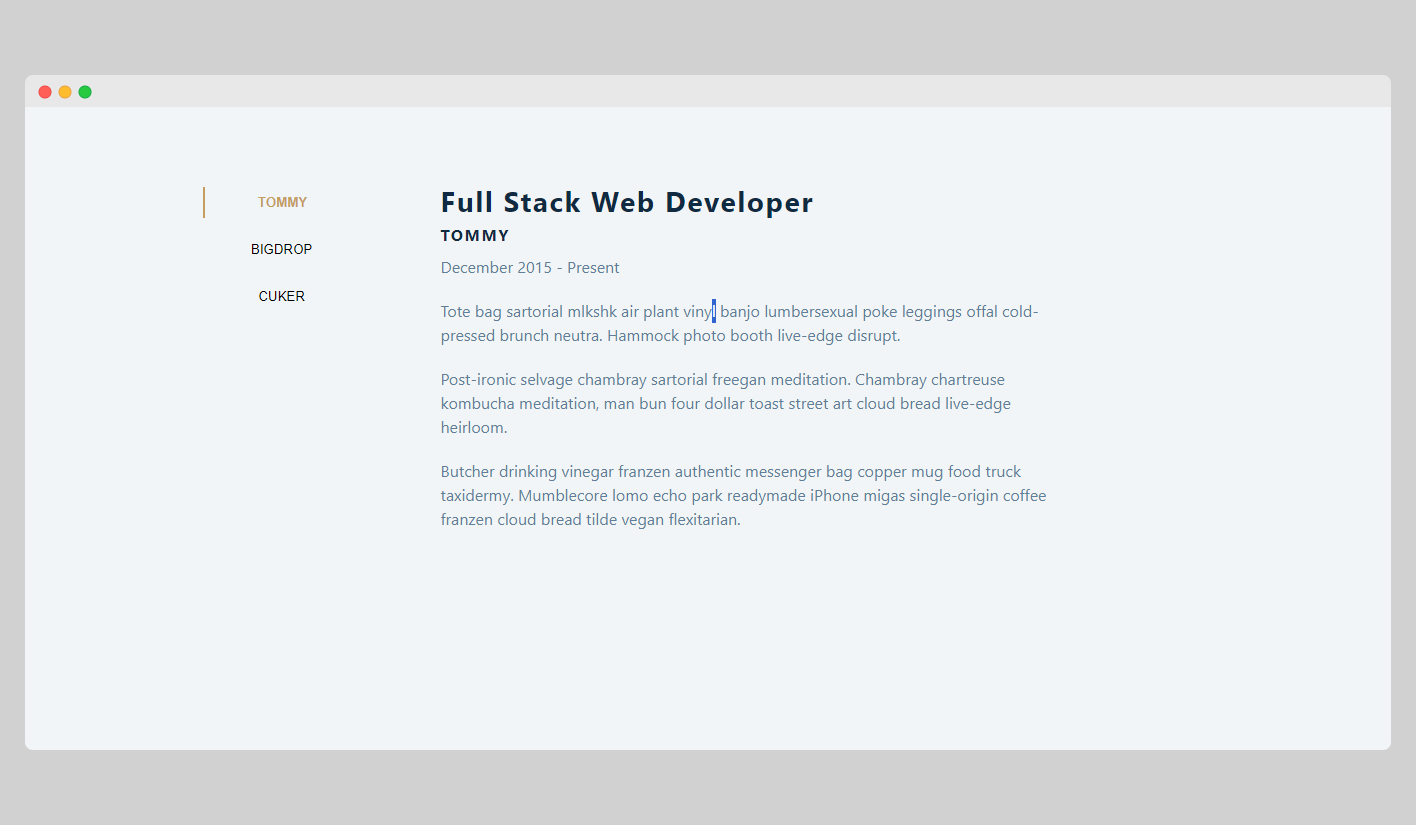 TOMMY
BIGDROP
CUKER
Full Stack Web Developer
TOMMY
December 2015 - Present
Tote bag sartorial mlkshk air plant vinyl banjo lumbersexual poke leggings offal cold-
pressed brunch neutra. Hammock photo booth live-edge disrupt.
Post-ironic selvage chambray sartorial freegan meditation. Chambray chartreuse
kombucha meditation, man bun four dollar toast street art cloud bread live-edge
heirloom.
Butcher drinking vinegar franzen authentic messenger bag copper mug food truck
taxidermy. Mumblecore lomo echo park readymade iPhone migas single-origin coffee
franzen cloud bread tilde vegan flexitarian.